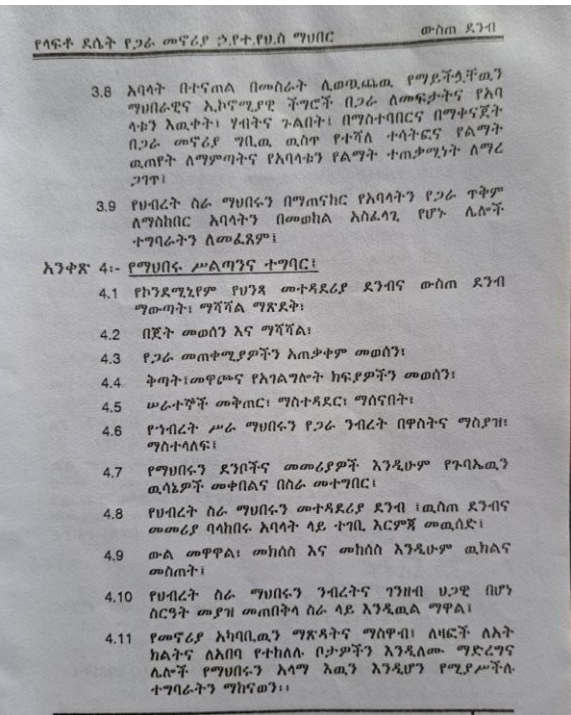 የላፍቶ ደሴት የጋራ መኖሪያ ኃ.የተ.የህ.ስ ማህበር ውስጠ ደንብ
3.8 አባላት በተናጠል በመስራት ሊወጧጨዉ የማይችሏቸዉን
ማህበራዊና ኢኮኖሚያዊ ችግሮች በጋራ ለመፍታትና የአባ
ላቱን እዉቀት፣ ሃብትና ጉልበት፣ በማስተባበርና በማቀናጀት
በጋራ መኖሪያ ግቢዉ ዉስጥ የተሻለ ተሳትፎና የልማት
ዉጠየት ለማምጣትና የአባላቱን የልማት ተጠቃሚነት ለማረ
ጋገጥ፣
3.9 የህብረት ስራ ማህበሩን በማጠናከር የአባላትን የጋራ ጥቅም
ለማስከበር አባላትን በመወከል አስፈላጊ የሆኑ ሌሎች
ተግባራትን ለመፈጸም፤
አንቀጽ 4፡- የማህበሩ ሥልጣንና ተግባር፤
4.1 የኮንደሚኒየም የህንጻ መተዳደሪያ ደንብና ውስጠ ደንብ
ማውጣት፣ ማሻሻል ማጽደቅ፣
4.2 በጀት መወሰን እና ማሻሻል፣
4.3 የጋራ መጠቀሚያዎችን አጠቃቀም መወሰን፣
4.4 ቅጣት፣መዋጮና የአገልግሎት ክፍያዎችን መወሰን፣
4.5 ሠራተኞች መቅጠር፣ ማስተዳደር፣ ማሰናበት፣
4.6 የኅብረት ሥራ ማህበሩን የጋራ ንብረት በዋስትና ማስያዝ፣
ማስተላለፍ፣
4.7 የማህበሩን ደንቦችና መመሪያዎች እንዲሁም የጉባኤዉን
ዉሳኔዎች መቀበልና በስራ መተግበር፣
4.8 የህብረት ስራ ማህበሩን መተዳደሪያ ደንብ ፣ዉስጠ ደንብና
መመሪያ ባላከበሩ አባላት ላይ ተገቢ እርምጃ መዉሰድ፣
4.9 ውል መዋዋል፣ መክሰስ እና መከሰስ እንዲሁም ዉክልና
መስጠት፣
4.10 የህብረት ስራ ማህበሩን ንብረትና ገንዘብ ህጋዊ በሆነ
ስርዓት መያዝ መጠበቅላ ስራ ላይ እንዲዉል ማዋል፣
4.11 የመኖሪያ አካባቢዉን ማጽዳትና ማስዋብ፣ ለዛፎች ለአት
ክልትና ለአበባ የተከለሉ ቦታዎችን እንዲለሙ ማድረግና
ሌሎች የማህበሩን አላማ እዉን እንዲሆን የሚያሥችሉ
ተግባራትን ማከናወን፡፡